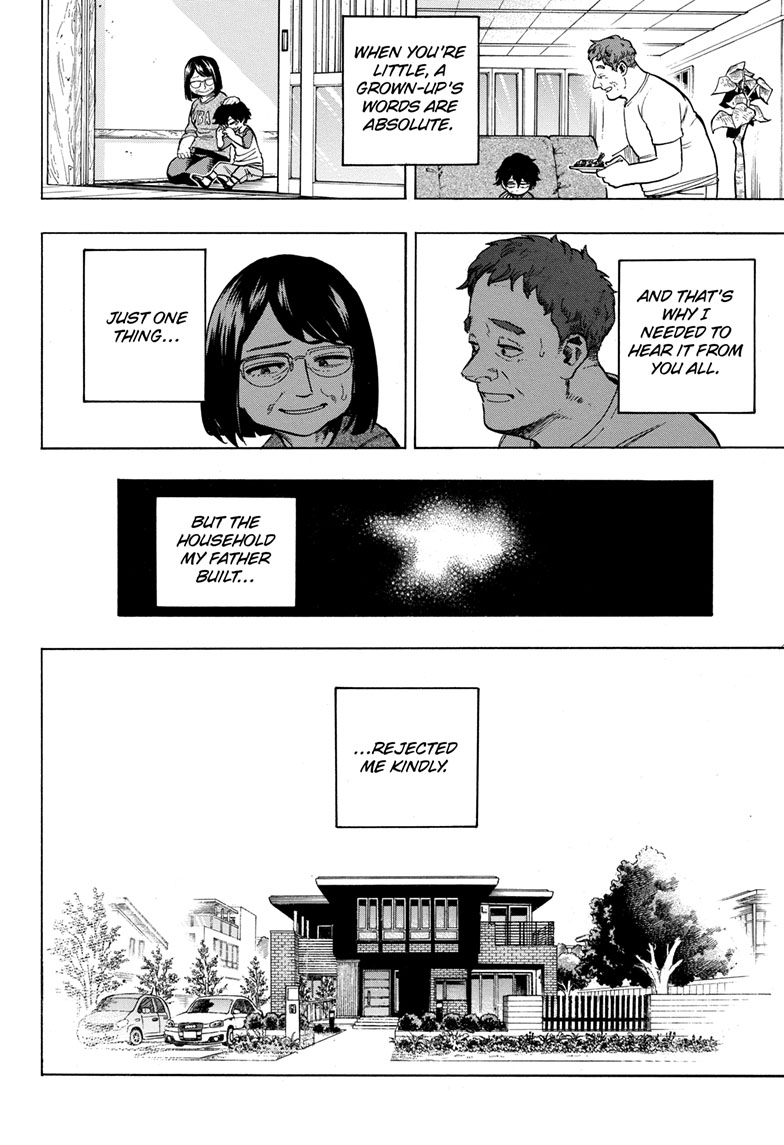 WHEN YOU'RE
LITTLE, A
GROWN-UP'S
WORDS ARE
ABSOLUTE.
AND THAT'S
WHY I
NEEDED TO
HEAR IT FROM
YOU ALL.
JUST ONE
THING...
BUT THE
HOUSEHOLD
MY FATHER
BUILT...
...REJECTED
ME KINDLY.